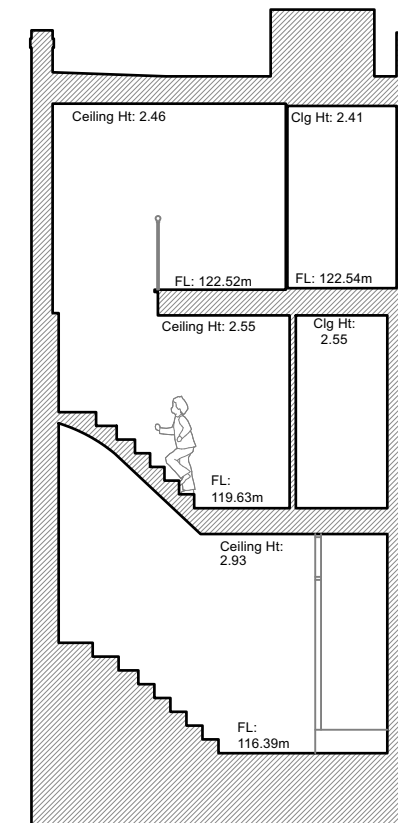 Ceiling Ht: 2.46
Clg Ht: 2.41
FL: 122.52m
FL: 122.54m
Ceiling Ht: 2.55
Clg Ht:
2.55
FL:
119.63m
Ceiling Ht:
2.93
FL:
116.39m